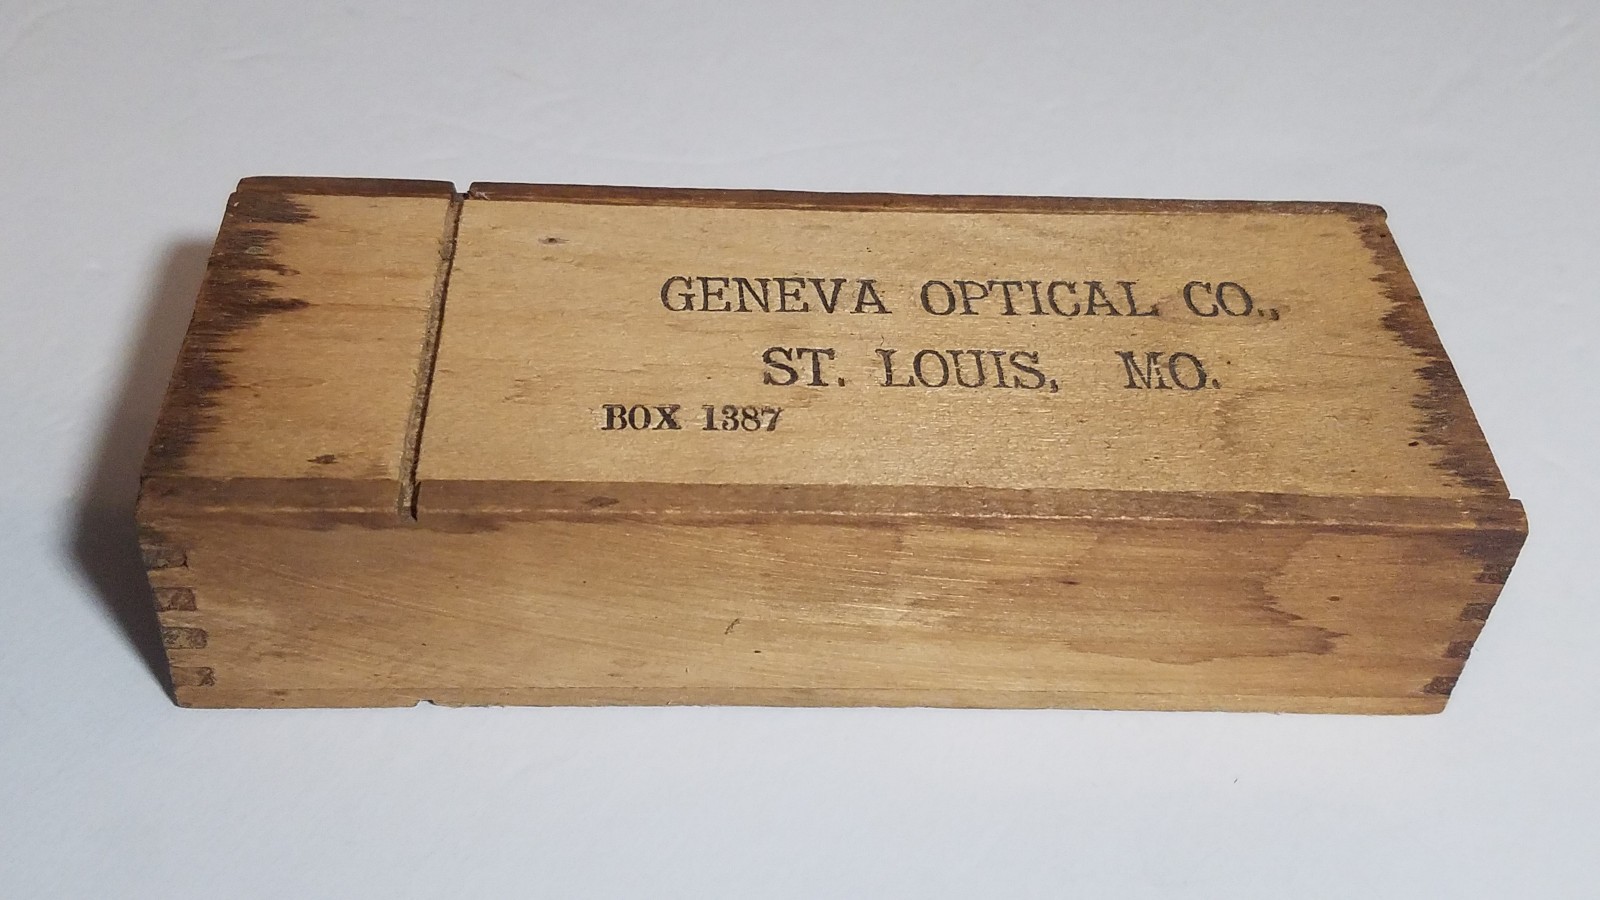 GENEVA OPTICAL CO.,
ST. LOUIS, MO.
BOX 1387